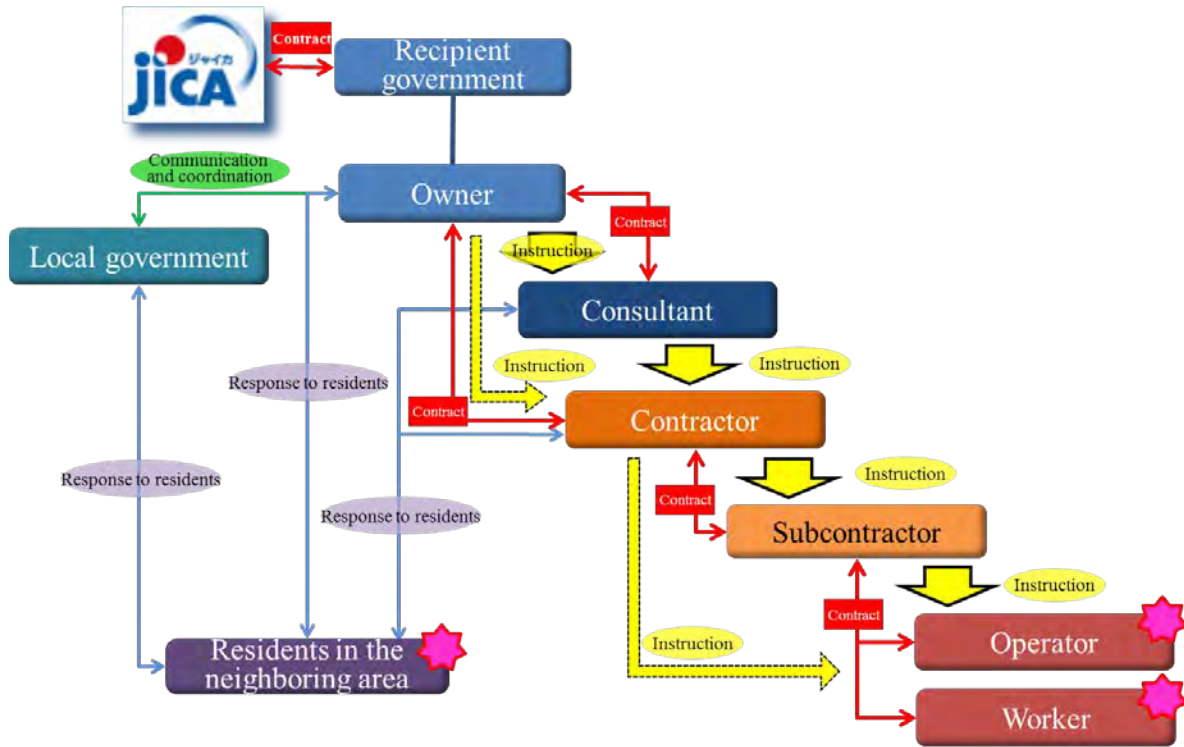 ジャイカ
JICA
Contract
Recipient
government
Communication
and coordination
Owner
Contract
Local government
Instruction
Consultant
Response to residents
Instruction
Instruction
Contract
Contractor
Response to residents
Response to residents
Instruction
Contract
Subcontractor
Instruction
Contract
Residents in the
neighboring area
Instruction
Operator
Worker